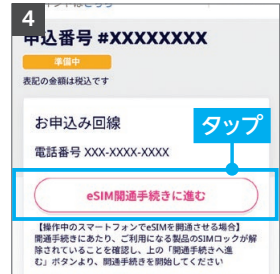 4
申込番号 #XXXXXXXX
準備中
表記の金額は税込です
お申込み回線
タップ
電話番号 XXX-XXXX-XXXX
eSIM開通手続きに進む
【操作中のスマートフォンでeSIMを開通させる場合】
開通手続きにあたり、ご利用になる製品のSIMロックが解
除されていることを確認し、上の「開通手続きへ進
む」ボタンより、開通手続きを開始してください